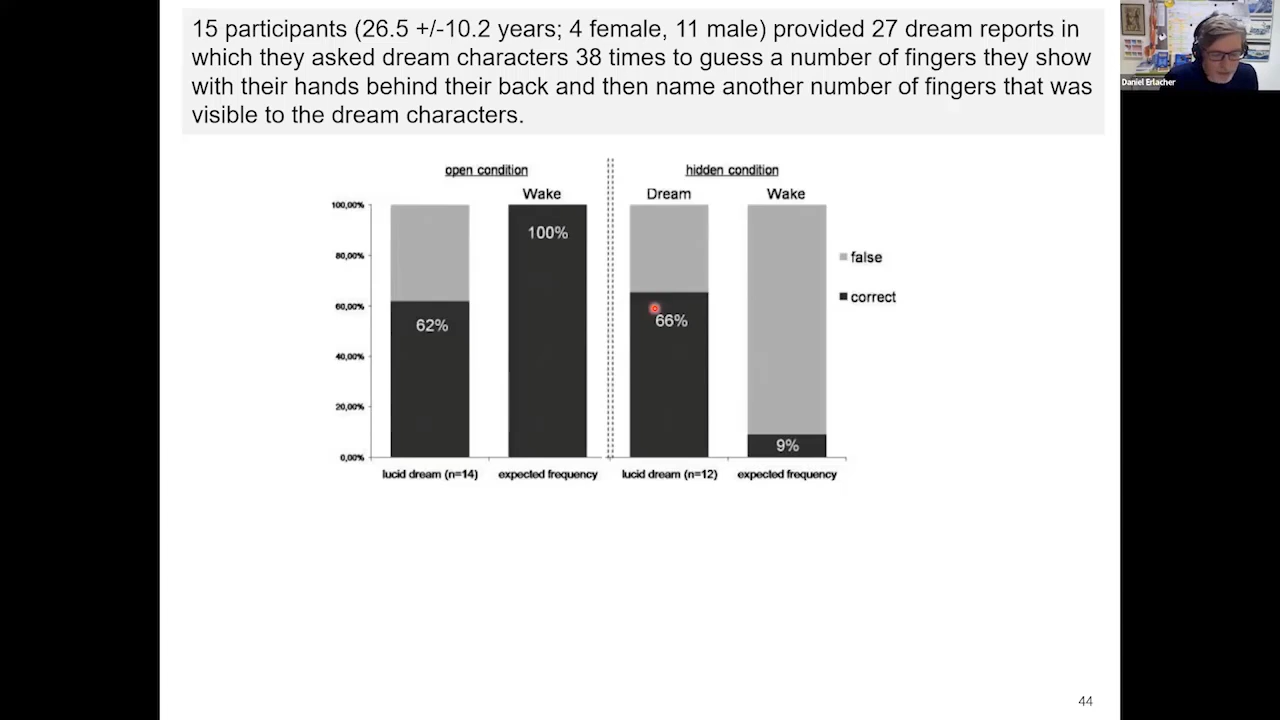 15 participants (26.5 +/-10.2 years; 4 female, 11 male) provided 27 dream reports in
which they asked dream characters 38 times to guess a number of fingers they show
with their hands behind their back and then name another number of fingers that was
visible to the dream characters.
Daniel Erlacher
open condition
hidden condition
Wake
Dream
Wake
100,00%
80,00%
60,00%
40,00%
20,00%
0,00%
62%
100%
66%
9%
false
correct
lucid dream (n=14)
expected frequency
lucid dream (n=12)
expected frequency
44